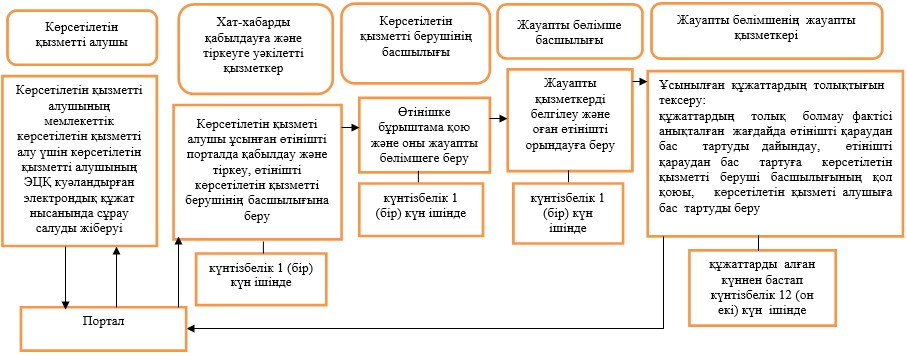 Көрсетілетін
қызметті алушы
Хат-хабарды
қабылдауға және
тіркеуге уәкілетті
қызметкер
Көрсетілетін
қызметті берушінің
басшылығы
Жауапты бөлімше
басшылығы
Жауапты бөлімшенің жауапты
қызметкері
Көрсетілетін қызметті
алушының
мемлекеттік
көрсетілетін қызметті
алу үшін көрсетілетін
қызметті алушының
ЭЦҚ куәландырған
электрондық құжат
нысанында сұрау
салуды жіберуі
Көрсетілетін қызметі
алушы ұсынған өтінішті
порталда қабылдау және
тіркеу, өтінішті
көрсетілетін қызметті
берушінің басшылығына
беру
Өтінішке
бұрыштама қою
және оны жауапты
бөлімшеге беру
Жауапты
қызметкерді
белгілеу және
оған өтінішті
орындауға беру
Ұсынылған құжаттардың толықтығын
тексеру:
құжаттардың толық болмау фактісі
анықталған жағдайда өтінішті қараудан
бас тартуды дайындау, өтінішті
қараудан бас тартуға көрсетілетін
қызметті беруші басшылығының қол
қоюы, көрсетілетін қызметі алушыға
бас тартуды беру
күнтізбелік 1 (бір)
күн ішінде
күнтізбелік 1
(бір) күн ішінде
күнтізбелік 1
(бір) күн
ішінде
құжаттарды алған
күннен бастап
күнтізбелік 12 (он
екі) күн ішінде
Портал